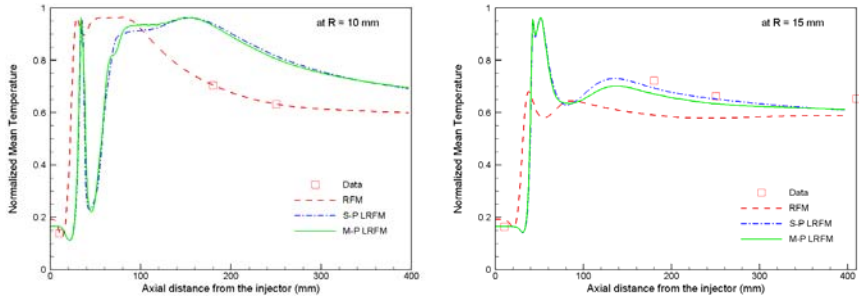 at R = 10 mm
Normalized Mean Temperature
1
0.8
0.6
0.4
0.2
0
Data
RFM
S-P LRFM
M-P LRFM
0
100
200
300
400
Axial distance from the injector (mm)
at R = 15 mm
Normalized Mean Temperature
1
0.8
0.6
0.4
0.2
0
Data
RFM
S-P LRFM
M-P LRFM
0
100
200
300
400
Axial distance from the injector (mm)